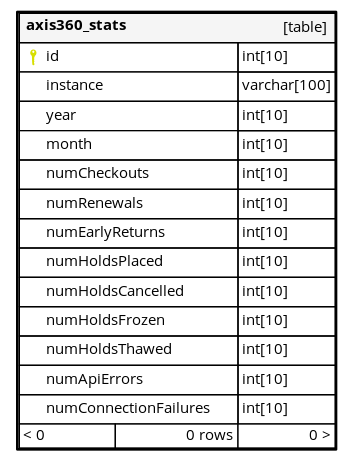 axis360_stats [table]
id int[10]
instance varchar[100]
year int[10]
month int[10]
numCheckouts int[10]
numRenewals int[10]
numEarlyReturns int[10]
numHoldsPlaced int[10]
numHoldsCancelled int[10]
numHoldsFrozen int[10]
numHoldsThawed int[10]
numApiErrors int[10]
numConnectionFailures int[10]
< 0 0 rows 0 >